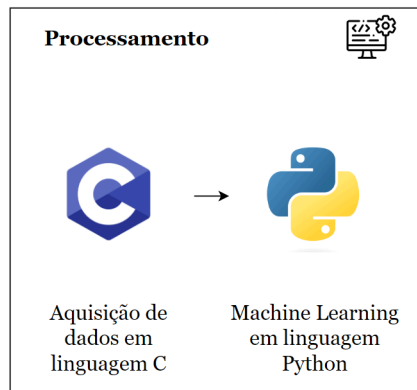 Processamento
Aquisição de
dados em
linguagem C
Machine Learning
em linguagem
Python